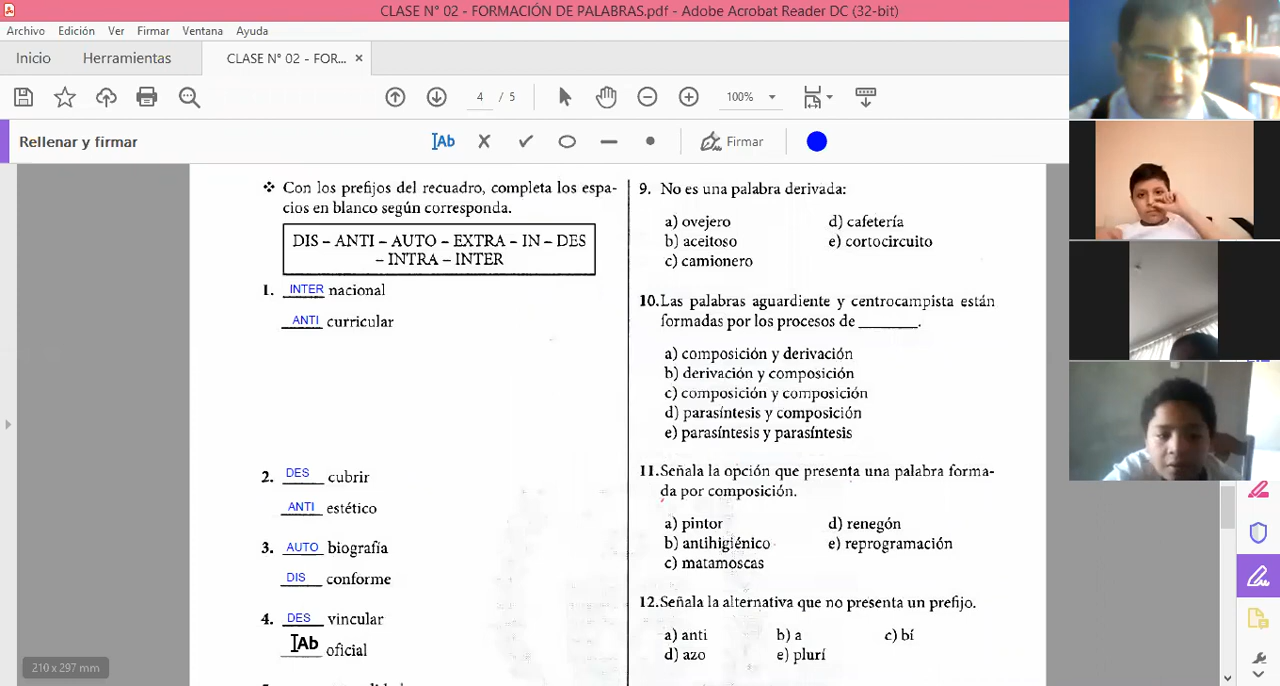 CLASE N° 02 - FORMACIÓN DE PALABRAS.pdf - Adobe Acrobat Reader DC (32-bit)
Archivo Edición Ver Firmar Ventana Ayuda
Inicio Herramientas CLASE N° 02 - FOR... ×
4 / 5 100%
Rellenar y firmar
IAb Firmar
❖ Con los prefijos del recuadro, completa los espa-
cios en blanco según corresponda.
DIS – ANTI – AUTO – EXTRA – IN – DES
– INTRA – INTER
1. INTER nacional
ANTI curricular
2. DES cubrir
ANTI estético
3. AUTO biografía
DIS conforme
4. DES vincular
IAb oficial
210 x 297 mm
9. No es una palabra derivada:
a) ovejero d) cafetería
b) aceitoso e) cortocircuito
c) camionero
10. Las palabras aguardiente y centrocampista están
formadas por los procesos de ________.
a) composición y derivación
b) derivación y composición
c) composición y composición
d) parasíntesis y composición
e) parasíntesis y parasíntesis
11. Señala la opción que presenta una palabra forma-
da por composición.
a) pintor d) renegón
b) antihigiénico e) reprogramación
c) matamoscas
12. Señala la alternativa que no presenta un prefijo.
a) anti b) a c) bí
d) azo e) plurí